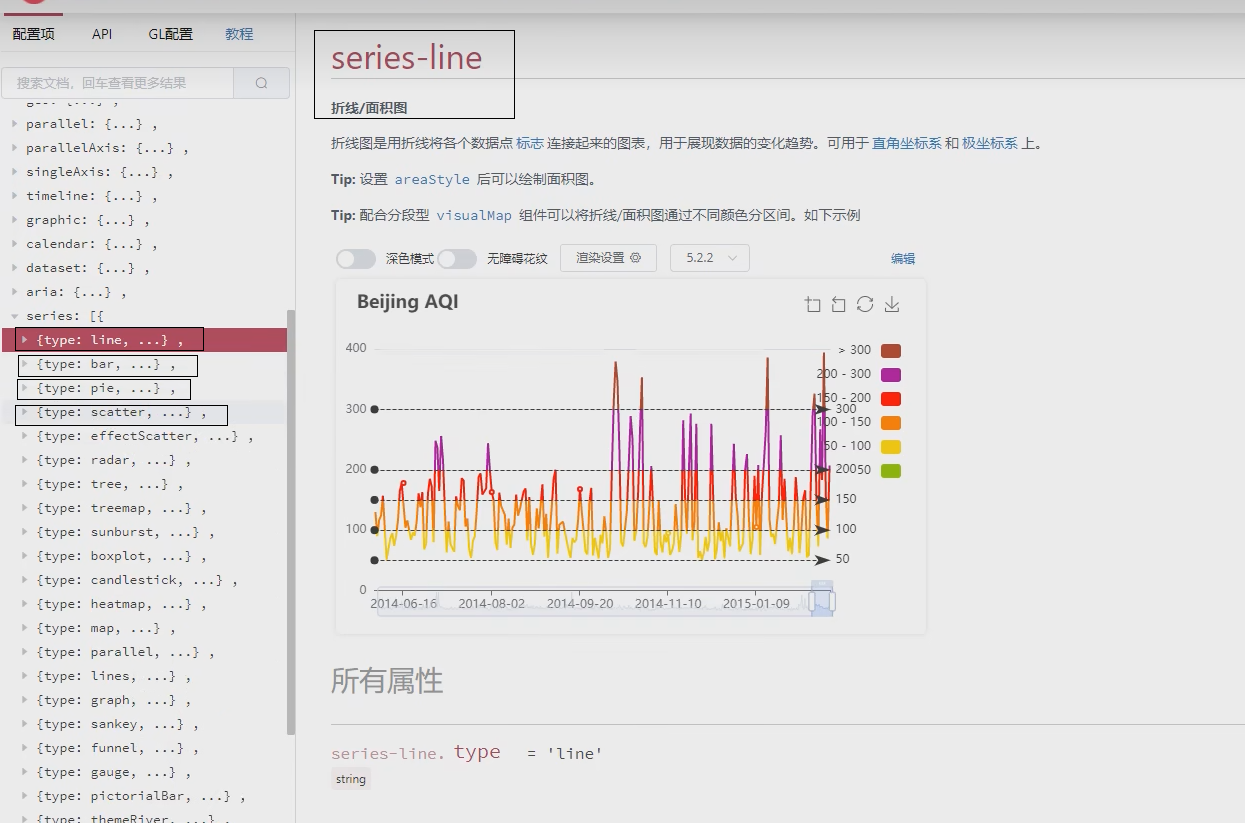 配置项 API GL配置 教程
搜索文档，回车查看更多结果
parallel: {...} ,
parallelAxis: {...} ,
singleAxis: {...} ,
timeline: {...} ,
graphic: {...} ,
calendar: {...} ,
dataset: {...} ,
aria: {...} ,
series: [{
{type: line, ...} ,
{type: bar, ...} ,
{type: pie, ...} ,
{type: scatter, ...} ,
{type: effectScatter, ...} ,
{type: radar, ...} ,
{type: tree, ...} ,
{type: treemap, ...} ,
{type: sunburst, ...} ,
{type: boxplot, ...} ,
{type: candlestick, ...} ,
{type: heatmap, ...} ,
{type: map, ...} ,
{type: parallel, ...} ,
{type: lines, ...} ,
{type: graph, ...} ,
{type: sankey, ...} ,
{type: funnel, ...} ,
{type: gauge, ...} ,
{type: pictorialBar, ...} ,
{type: themeRiver, ...} ,
series-line
折线/面积图
折线图是用折线将各个数据点 标志 连接起来的图表，用于展现数据的变化趋势。可用于 直角坐标系 和 极坐标系 上。
Tip: 设置 areaStyle 后可以绘制面积图。
Tip: 配合分段型 visualMap 组件可以将折线/面积图通过不同颜色分区间。如下示例
深色模式 无障碍花纹 渲染设置 5.2.2 编辑
Beijing AQI
400
300
200
100
0
> 300
200 - 300
150 - 200
300
100 - 150
50 - 100
200
50
150
100
50
2014-06-16 2014-08-02 2014-09-20 2014-11-10 2015-01-09
所有属性
series-line. type = 'line'
string